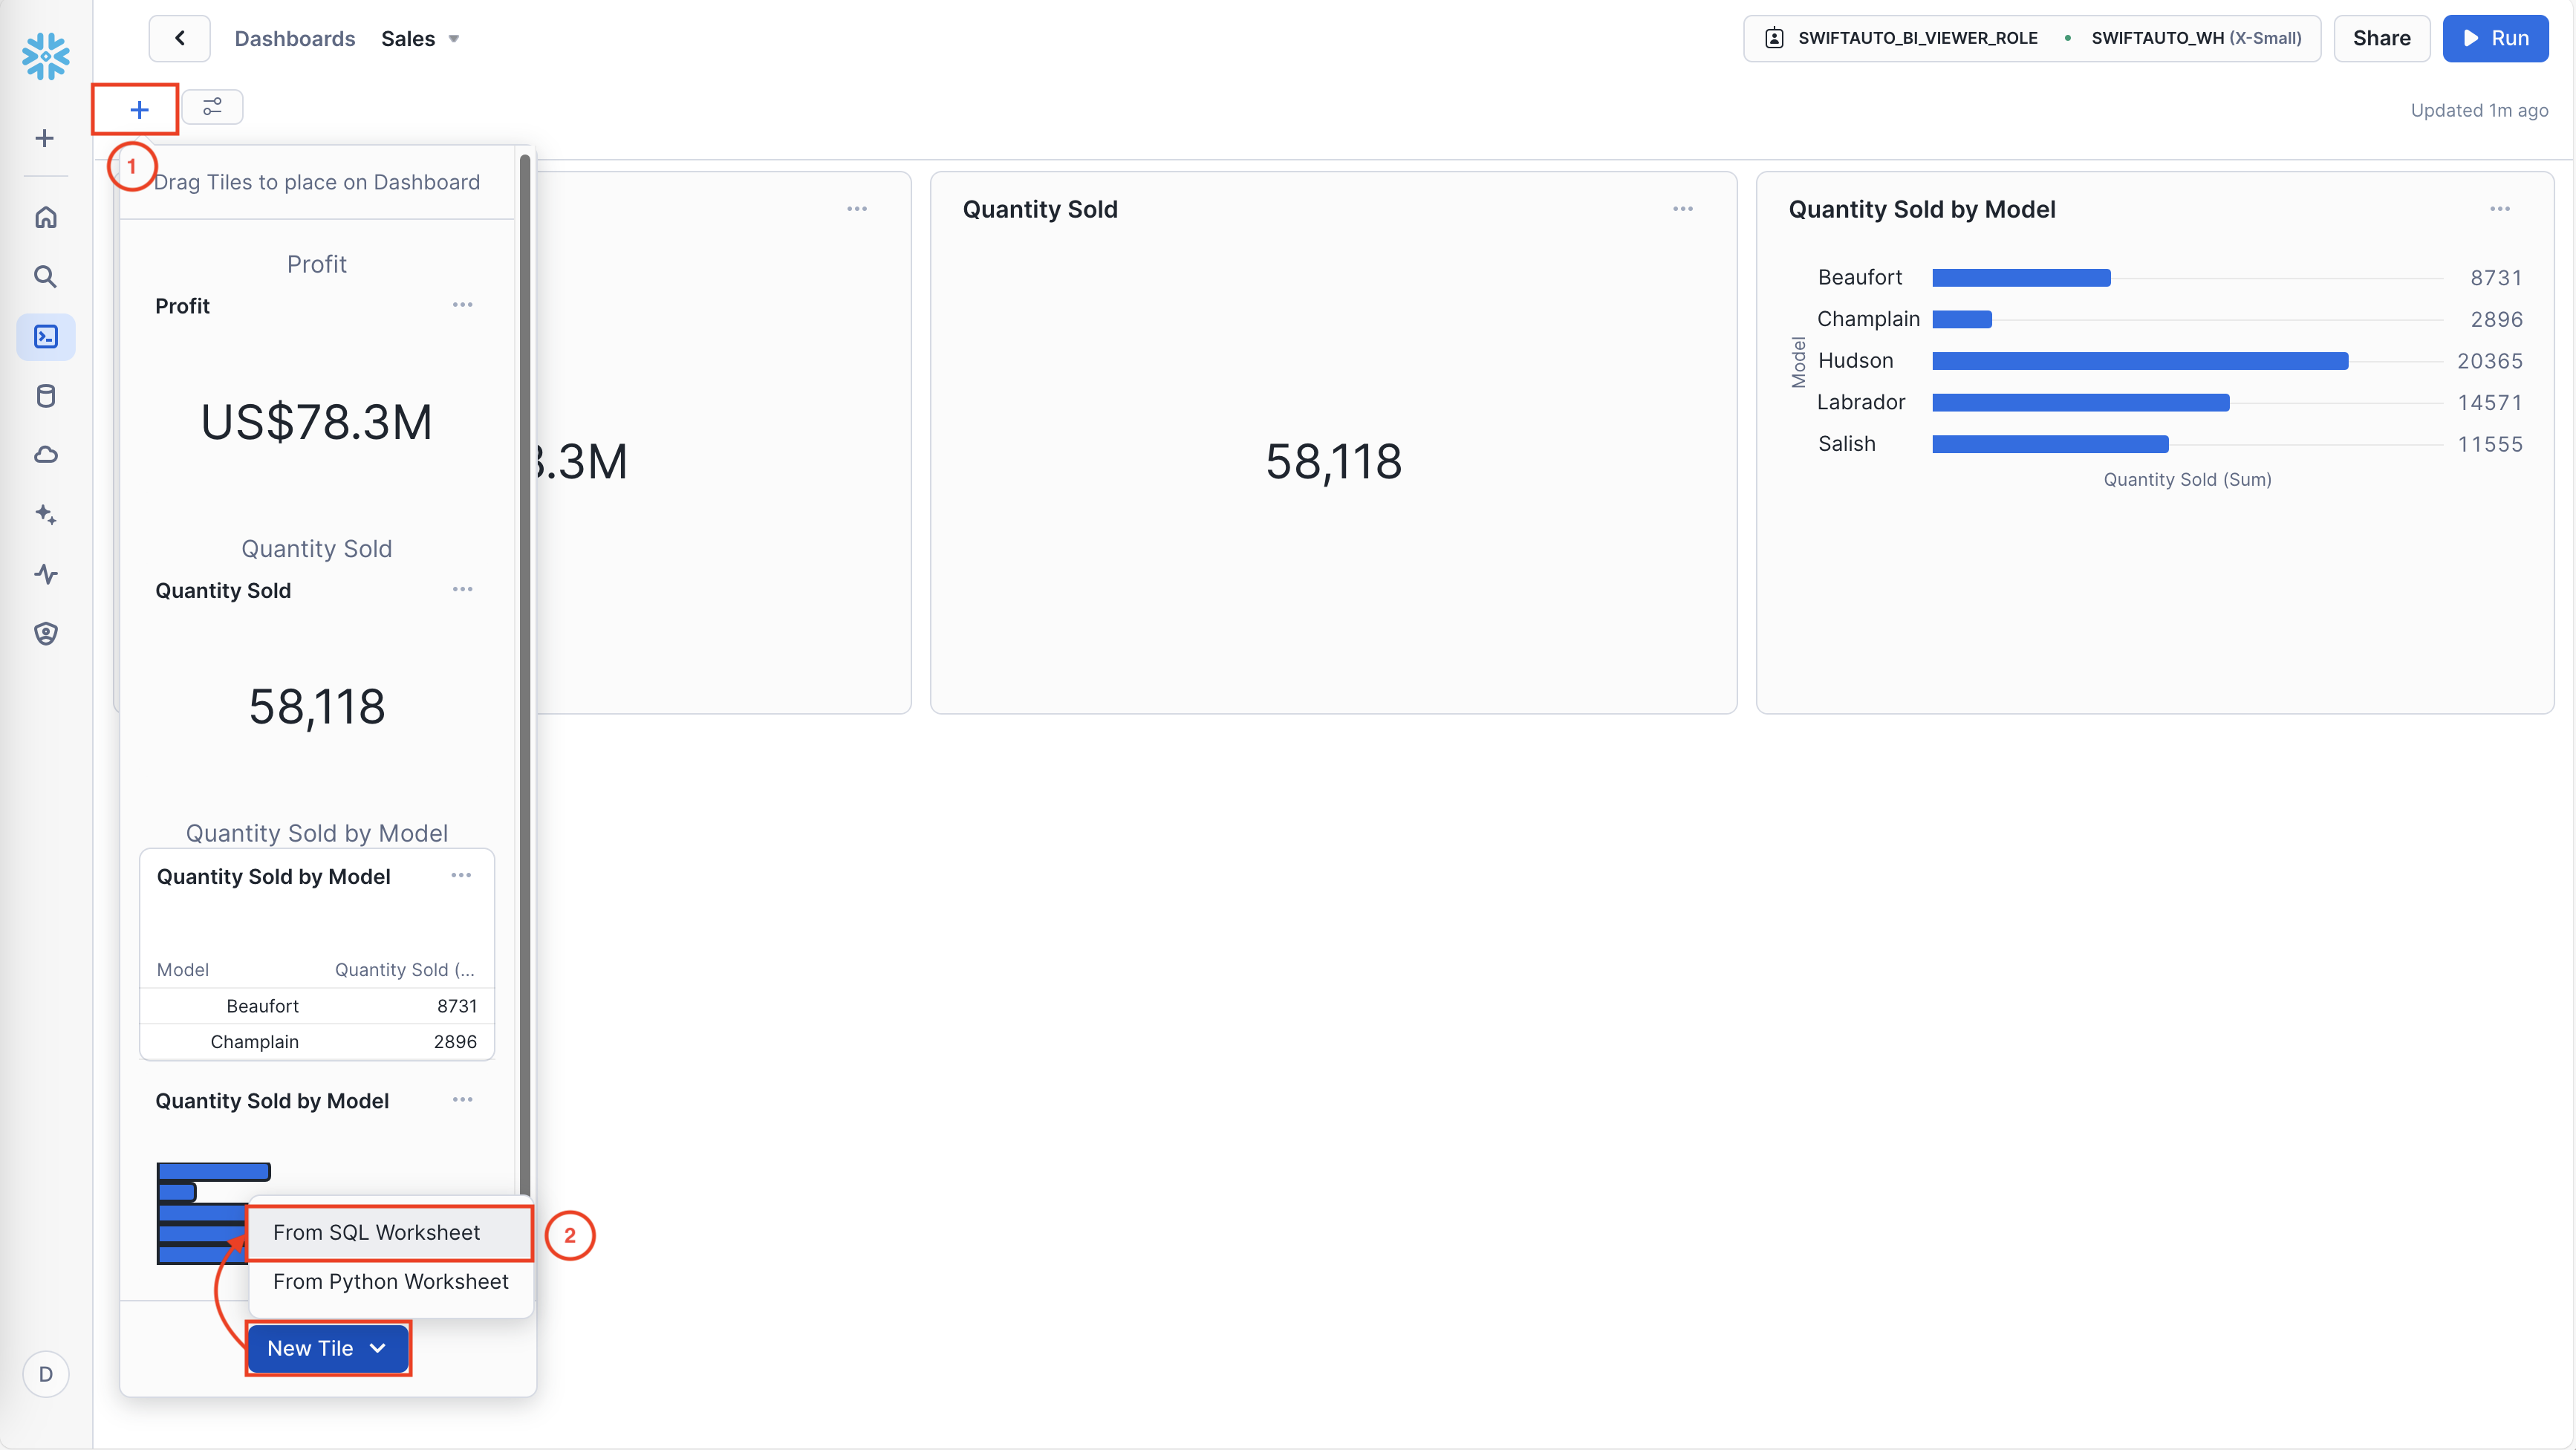 Dashboards Sales
SWIFTAUTO_BI_VIEWER_ROLE • SWIFTAUTO_WH (X-Small)
Share
Run
Updated 1m ago
1
Drag Tiles to place on Dashboard
Profit
Profit
US$78.3M
Quantity Sold
Quantity Sold
58,118
Quantity Sold by Model
Quantity Sold by Model
Model Quantity Sold (...
Beaufort 8731
Champlain 2896
Quantity Sold by Model
From SQL Worksheet
2
From Python Worksheet
New Tile
D
.3M
Quantity Sold
58,118
Quantity Sold by Model
Model
Beaufort 8731
Champlain 2896
Hudson 20365
Labrador 14571
Salish 11555
Quantity Sold (Sum)